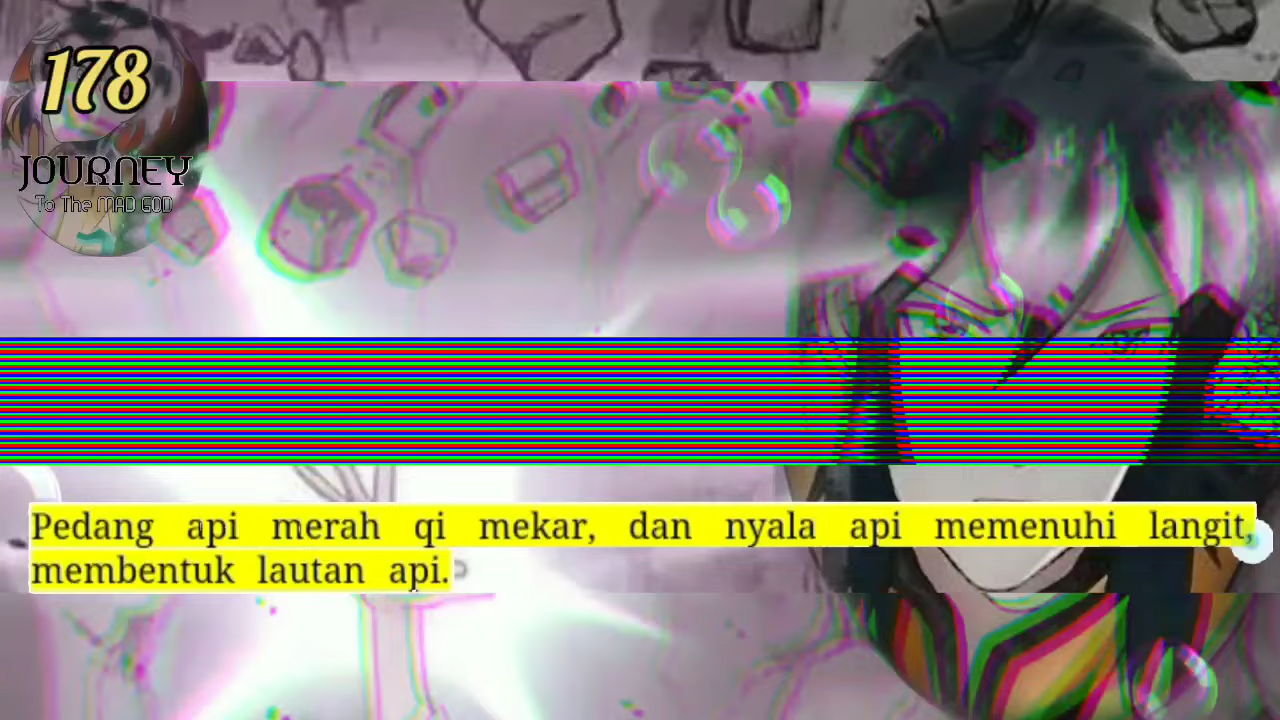 178
JOURNEY
To The MAD GOD
Pedang api merah qi mekar, dan nyala api memenuhi langit,
membentuk lautan api.